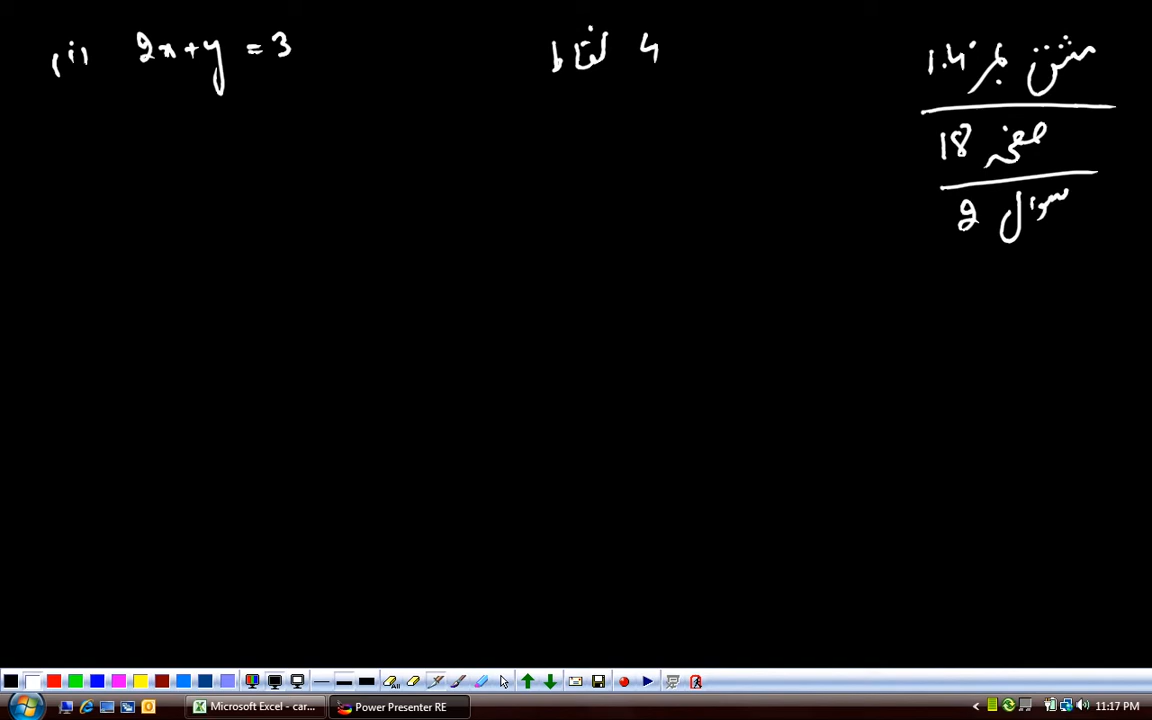 (i) 2x+y = 3
4 نقاط
مشق نمبر 1.4
صفحہ 18
سوال 2
Microsoft Excel - car...
Power Presenter RE
11:17 PM